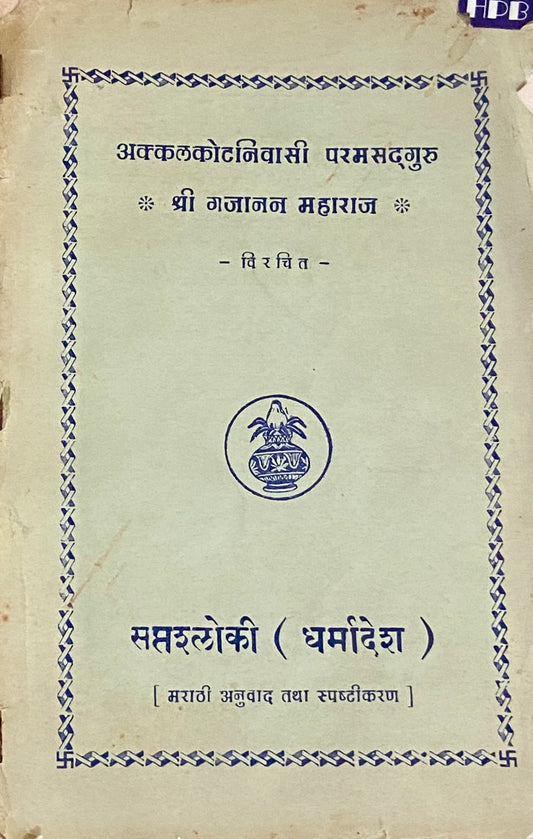 HPB
अक्कलकोटनिवासी परमसद्‌गुरु
* श्री गजानन महाराज *
- विरचित -
सप्तश्लोकी ( धर्मादेश )
[ मराठी अनुवाद तथा स्पष्टीकरण ]